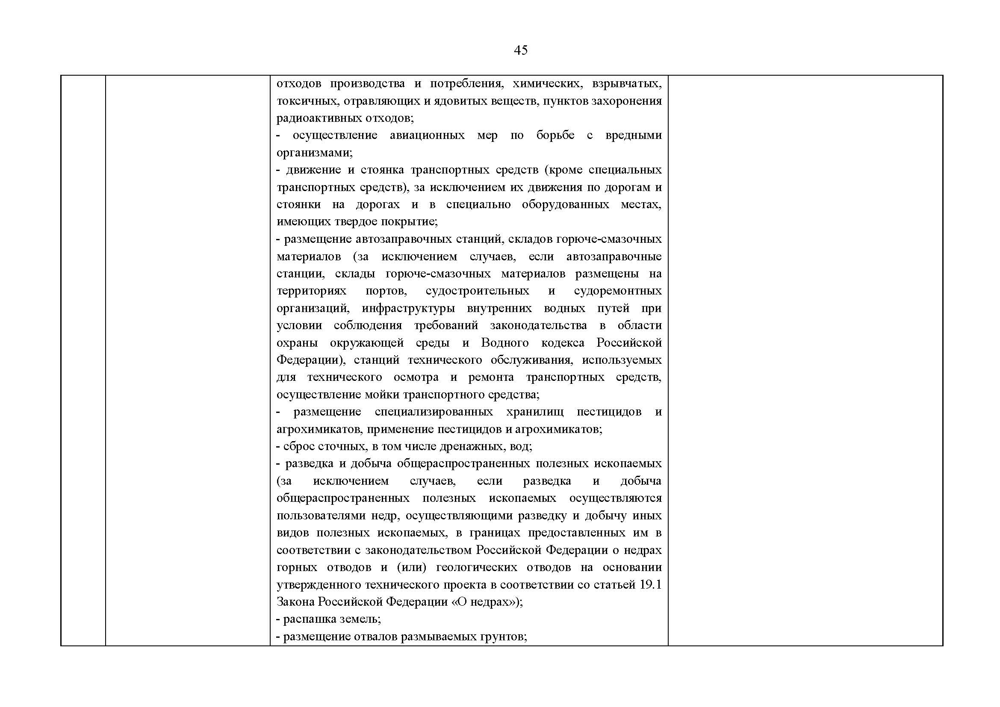 45
отходов производства и потребления, химических, взрывчатых,
токсичных, отравляющих и ядовитых веществ, пунктов захоронения
радиоактивных отходов;
- осуществление авиационных мер по борьбе с вредными
организмами;
- движение и стоянка транспортных средств (кроме специальных
транспортных средств), за исключением их движения по дорогам и
стоянки на дорогах и в специально оборудованных местах,
имеющих твердое покрытие;
- размещение автозаправочных станций, складов горюче-смазочных
материалов (за исключением случаев, если автозаправочные
станции, склады горюче-смазочных материалов размещены на
территориях портов, судостроительных и судоремонтных
организаций, инфраструктуры внутренних водных путей при
условии соблюдения требований законодательства в области
охраны окружающей среды и Водного кодекса Российской
Федерации), станций технического обслуживания, используемых
для технического осмотра и ремонта транспортных средств,
осуществление мойки транспортного средства;
- размещение специализированных хранилищ пестицидов и
агрохимикатов, применение пестицидов и агрохимикатов;
- сброс сточных, в том числе дренажных, вод;
- разведка и добыча общераспространенных полезных ископаемых
(за исключением случаев, если разведка и добыча
общераспространенных полезных ископаемых осуществляются
пользователями недр, осуществляющими разведку и добычу иных
видов полезных ископаемых, в границах предоставленных им в
соответствии с законодательством Российской Федерации о недрах
горных отводов и (или) геологических отводов на основании
утвержденного технического проекта в соответствии со статьей 19.1
Закона Российской Федерации «О недрах»);
- распашка земель;
- размещение отвалов размываемых грунтов;